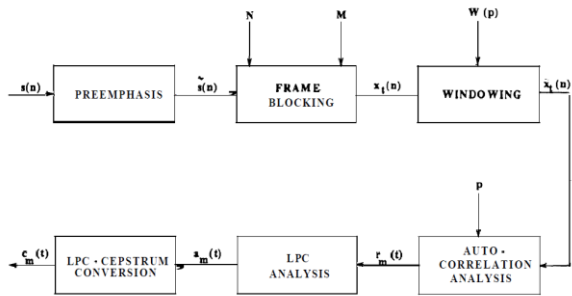 N M W(p)
s(n) PREEMPHASIS s̃(n) FRAME BLOCKING x_t(n) WINDOWING x̃_t(n)
p
c_m(t) LPC - CEPSTRUM CONVERSION a_m(t) LPC ANALYSIS r_m(t) AUTO - CORRELATION ANALYSIS